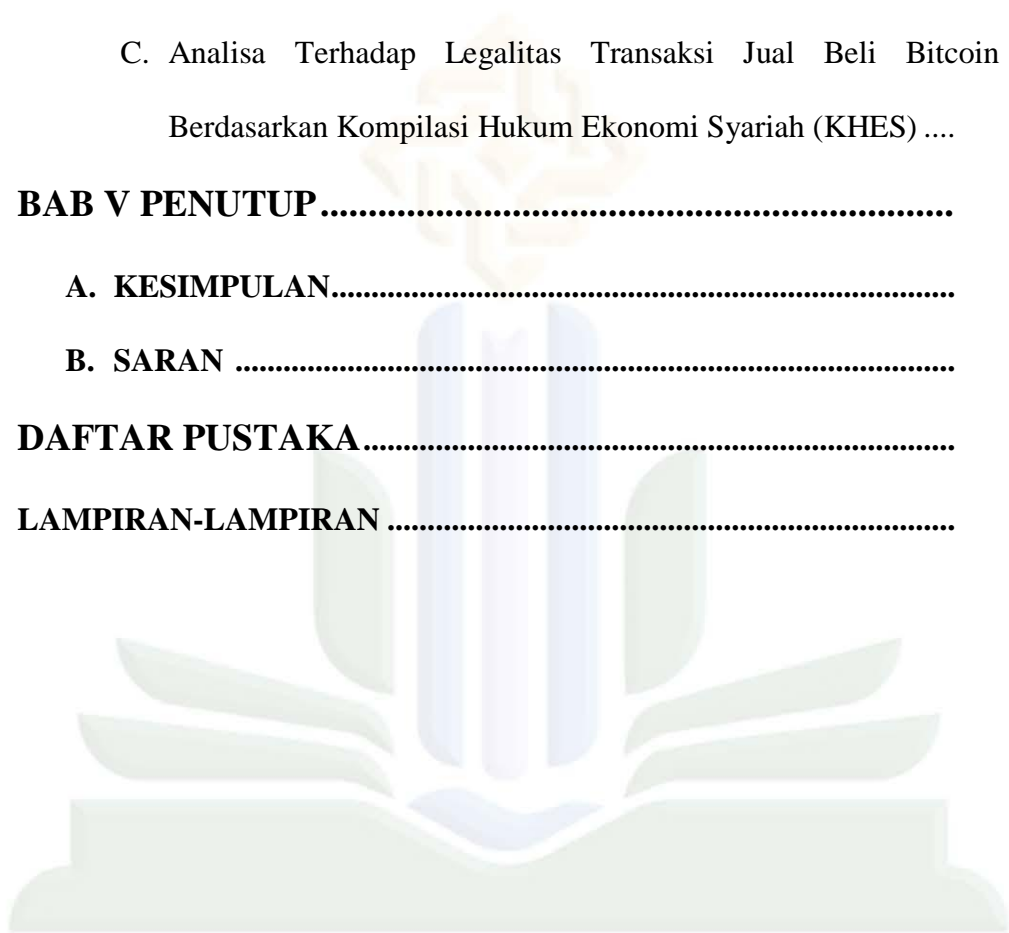 C. Analisa Terhadap Legalitas Transaksi Jual Beli Bitcoin
Berdasarkan Kompilasi Hukum Ekonomi Syariah (KHES) ....
BAB V PENUTUP..................................................................
A. KESIMPULAN..............................................................................
B. SARAN ..........................................................................................
DAFTAR PUSTAKA..........................................................................
LAMPIRAN-LAMPIRAN .......................................................................